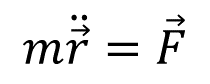 m\ddot{\vec{r}} = \vec{F}